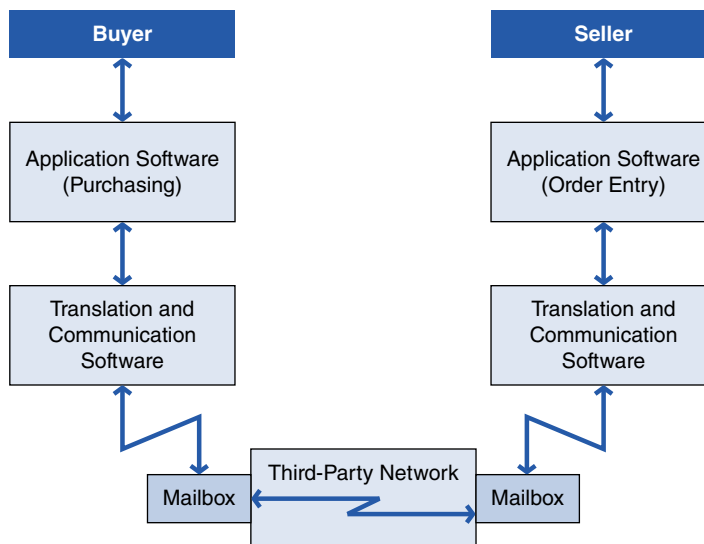 Buyer
Seller
Application Software
(Purchasing)
Application Software
(Order Entry)
Translation and
Communication
Software
Translation and
Communication
Software
Third-Party Network
Mailbox
Mailbox